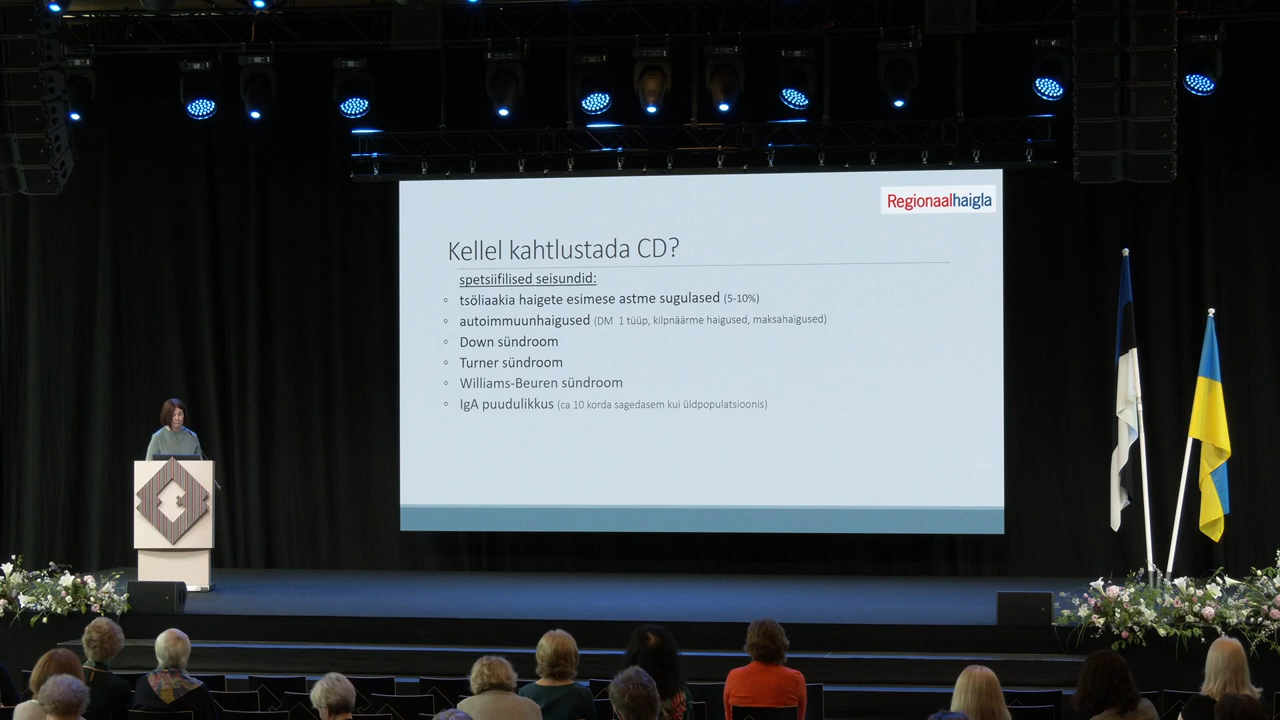 Regionaalhaigla
Kellel kahtlustada CD?
spetsiifilised seisundid:
◦ tsöliaakia haigete esimese astme sugulased (5-10%)
◦ autoimmuunhaigused (DM 1 tüüp, kilpnäärme haigused, maksahaigused)
◦ Down sündroom
◦ Turner sündroom
◦ Williams-Beuren sündroom
◦ IgA puudulikkus (ca 10 korda sagedasem kui üldpopulatsioonis)